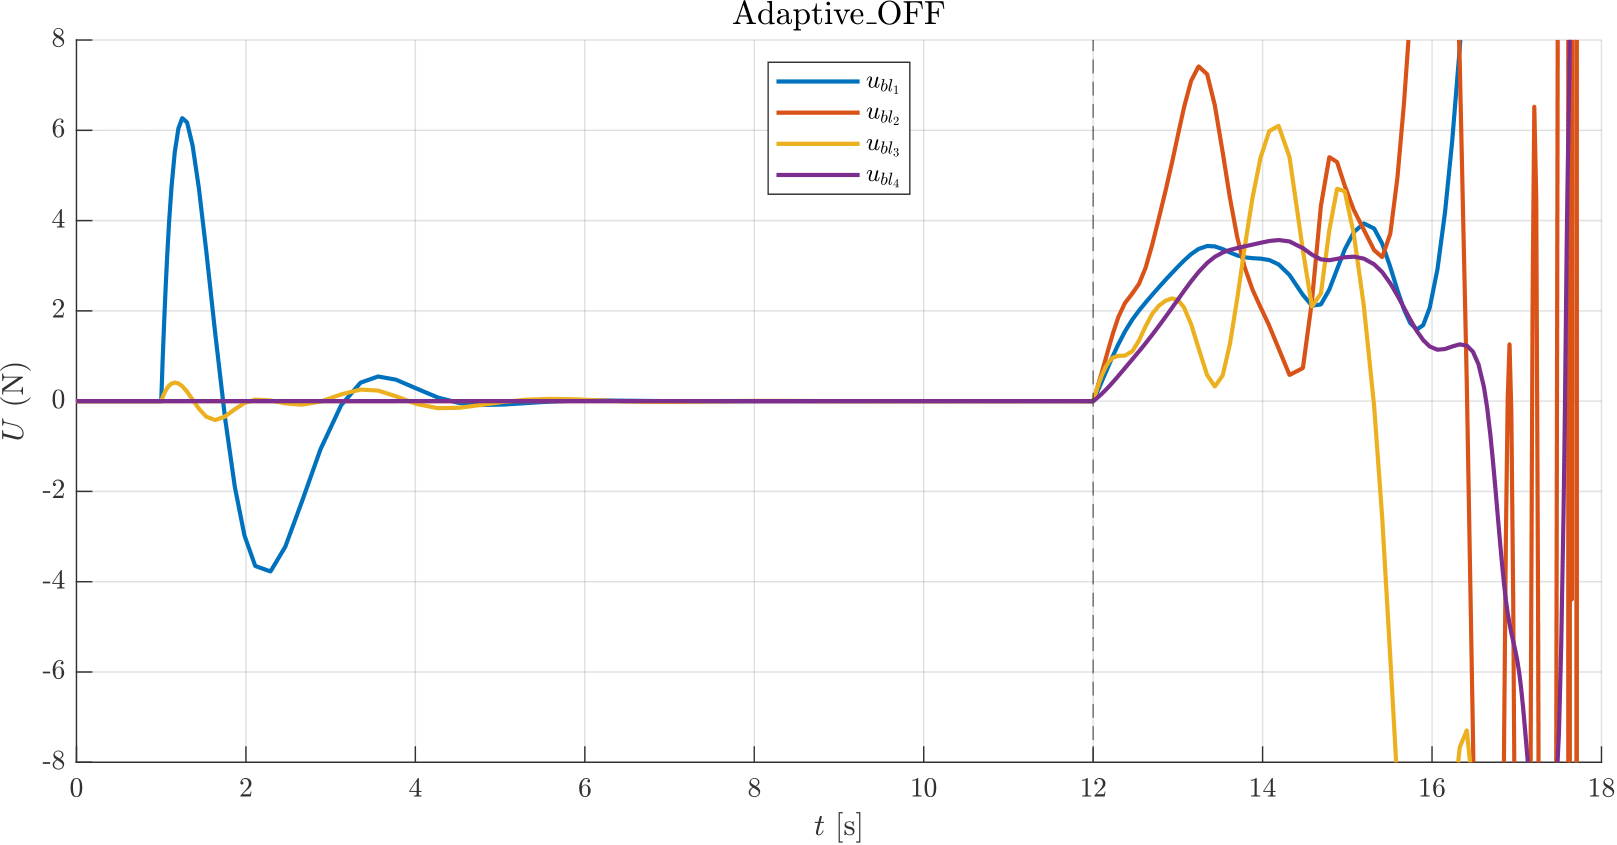 Adaptive_OFF
8
6
4
2
0
-2
-4
-6
-8
U (N)
u_{bl_1}
u_{bl_2}
u_{bl_3}
u_{bl_4}
0 2 4 6 8 10 12 14 16 18
t [s]